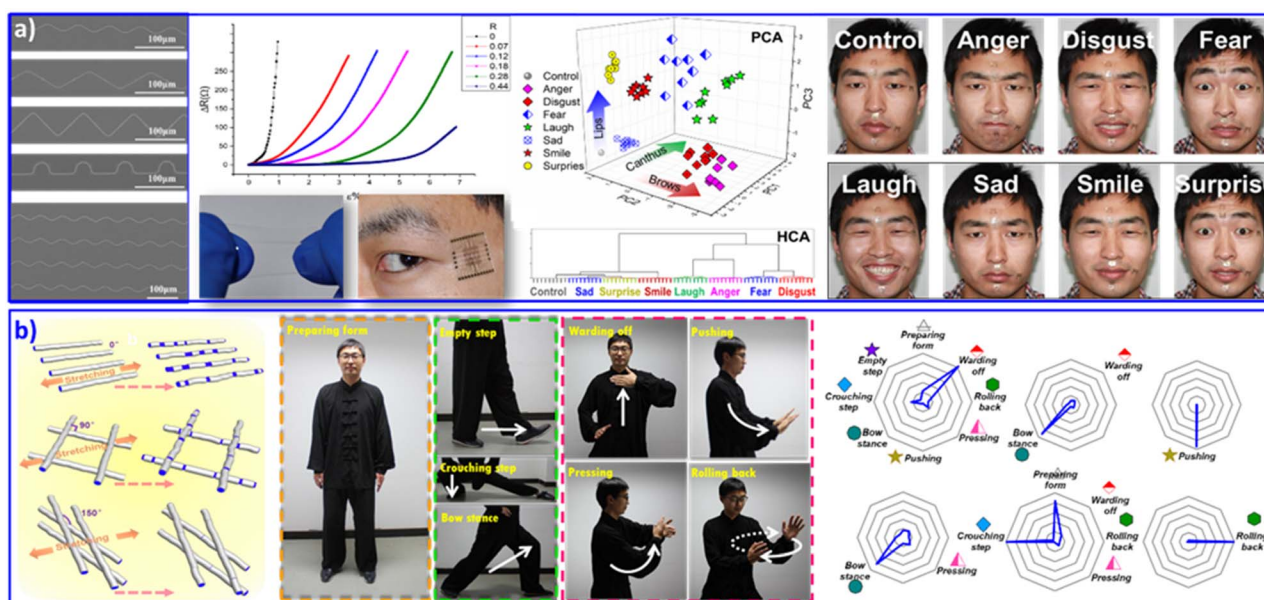 a)
100μm
100μm
100μm
100μm
100μm
ΔR(Ω)
300
250
200
150
100
50
0
0 1 2 3 4 5 6 7
ε%
R
0
0.07
0.12
0.18
0.28
0.44
PCA
Control
Anger
Disgust
Fear
Laugh
Sad
Smile
Surprise
Lips
Canthus
Brows
PC1
PC2
PC3
HCA
Control Sad Surprise Smile Laugh Anger Fear Disgust
Control Anger Disgust Fear
Laugh Sad Smile Surprise
b)
0°
Stretching
90°
Stretching
150°
Stretching
Preparing form
Empty step
Crouching step
Bow stance
Warding off
Pushing
Pressing
Rolling back
Preparing
form
Empty
step
Warding
off
Crouching
step
Rolling
back
Bow
stance
Pressing
Pushing
Warding
off
Bow
stance
Pushing
Bow
stance
Preparing
form
Warding
off
Crouching
step
Rolling
back
Pressing
Rolling
back